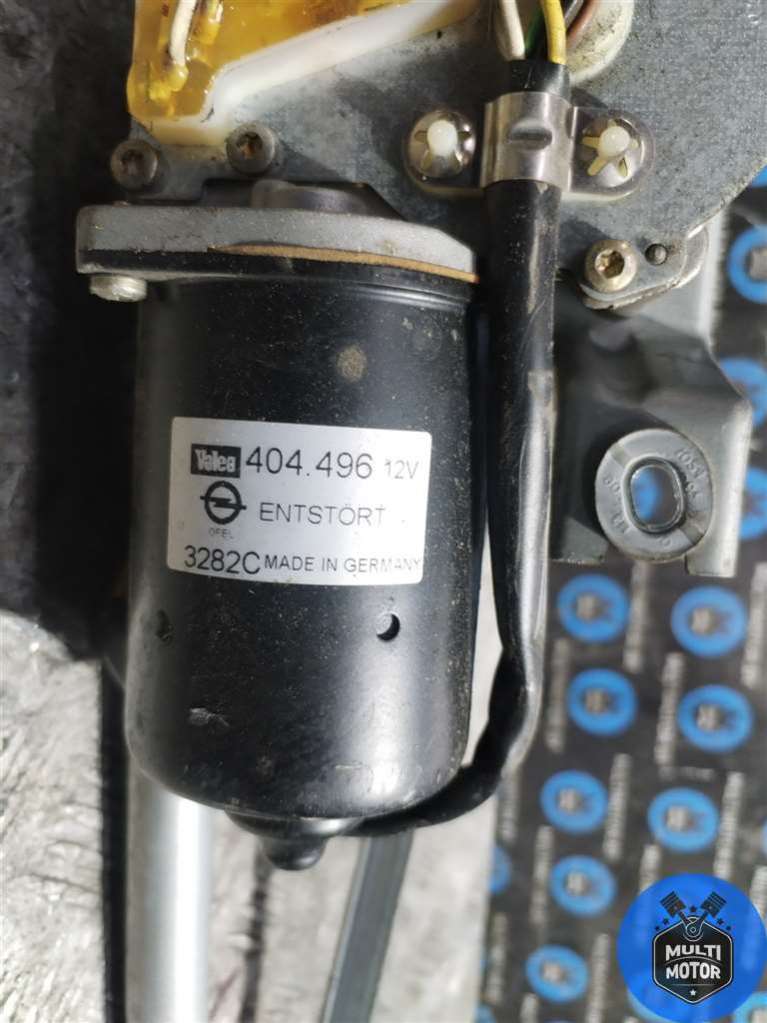 Valeo 404.496 12V
OPEL ENTSTÖRT
3282C MADE IN GERMANY
MULTI
MOTOR